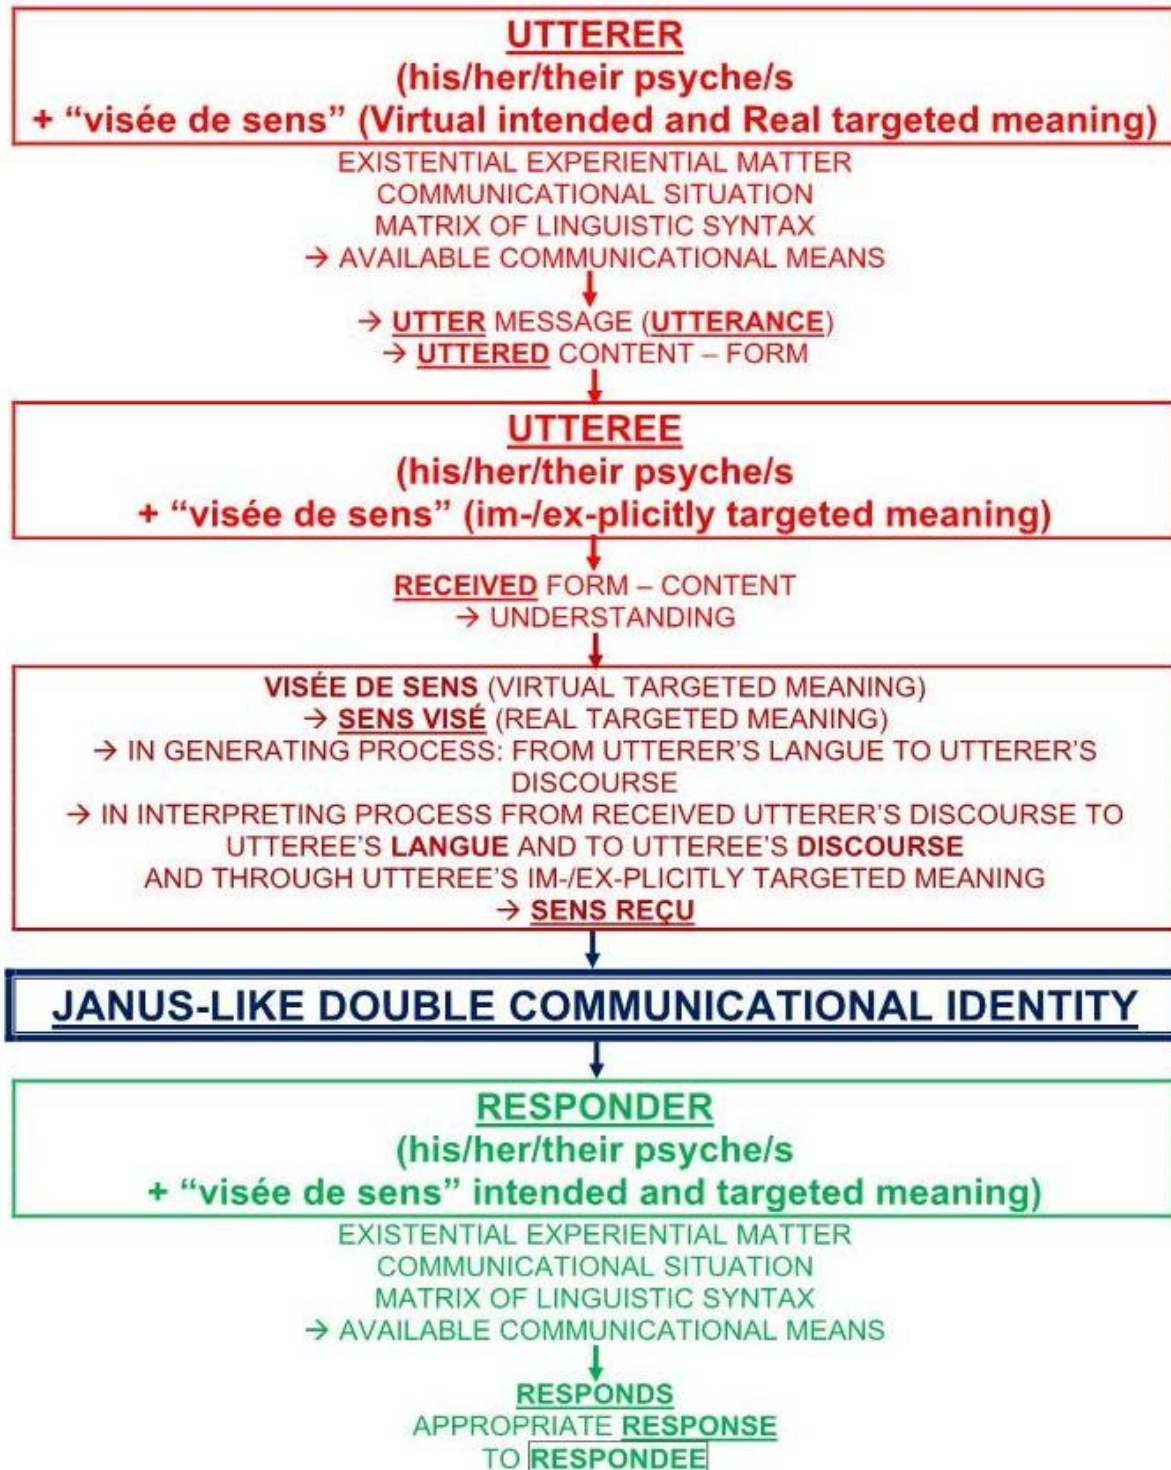 UTTERER
(his/her/their psyche/s
+ “visée de sens” (Virtual intended and Real targeted meaning)
EXISTENTIAL EXPERIENTIAL MATTER
COMMUNICATIONAL SITUATION
MATRIX OF LINGUISTIC SYNTAX
→ AVAILABLE COMMUNICATIONAL MEANS
→ UTTER MESSAGE (UTTERANCE)
→ UTTERED CONTENT – FORM
UTTEREE
(his/her/their psyche/s
+ “visée de sens” (im-/ex-plicitly targeted meaning)
RECEIVED FORM – CONTENT
→ UNDERSTANDING
VISÉE DE SENS (VIRTUAL TARGETED MEANING)
→ SENS VISÉ (REAL TARGETED MEANING)
→ IN GENERATING PROCESS: FROM UTTERER’S LANGUE TO UTTERER’S
DISCOURSE
→ IN INTERPRETING PROCESS FROM RECEIVED UTTERER’S DISCOURSE TO
UTTEREE’S LANGUE AND TO UTTEREE’S DISCOURSE
AND THROUGH UTTEREE’S IM-/EX-PLICITLY TARGETED MEANING
→ SENS REÇU
JANUS-LIKE DOUBLE COMMUNICATIONAL IDENTITY
RESPONDER
(his/her/their psyche/s
+ “visée de sens” intended and targeted meaning)
EXISTENTIAL EXPERIENTIAL MATTER
COMMUNICATIONAL SITUATION
MATRIX OF LINGUISTIC SYNTAX
→ AVAILABLE COMMUNICATIONAL MEANS
RESPONDS
APPROPRIATE RESPONSE
TO RESPONDEE